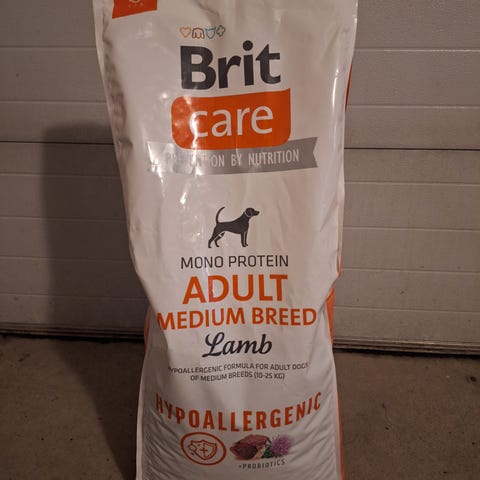 Brit
care
BY NUTRITION
MONO PROTEIN
ADULT
MEDIUM BREED
Lamb
HYPOALLERGENIC FORMULA FOR ADULT DOGS
OF MEDIUM BREEDS (10-25 KG)
HYPOALLERGENIC
+PROBIOTICS